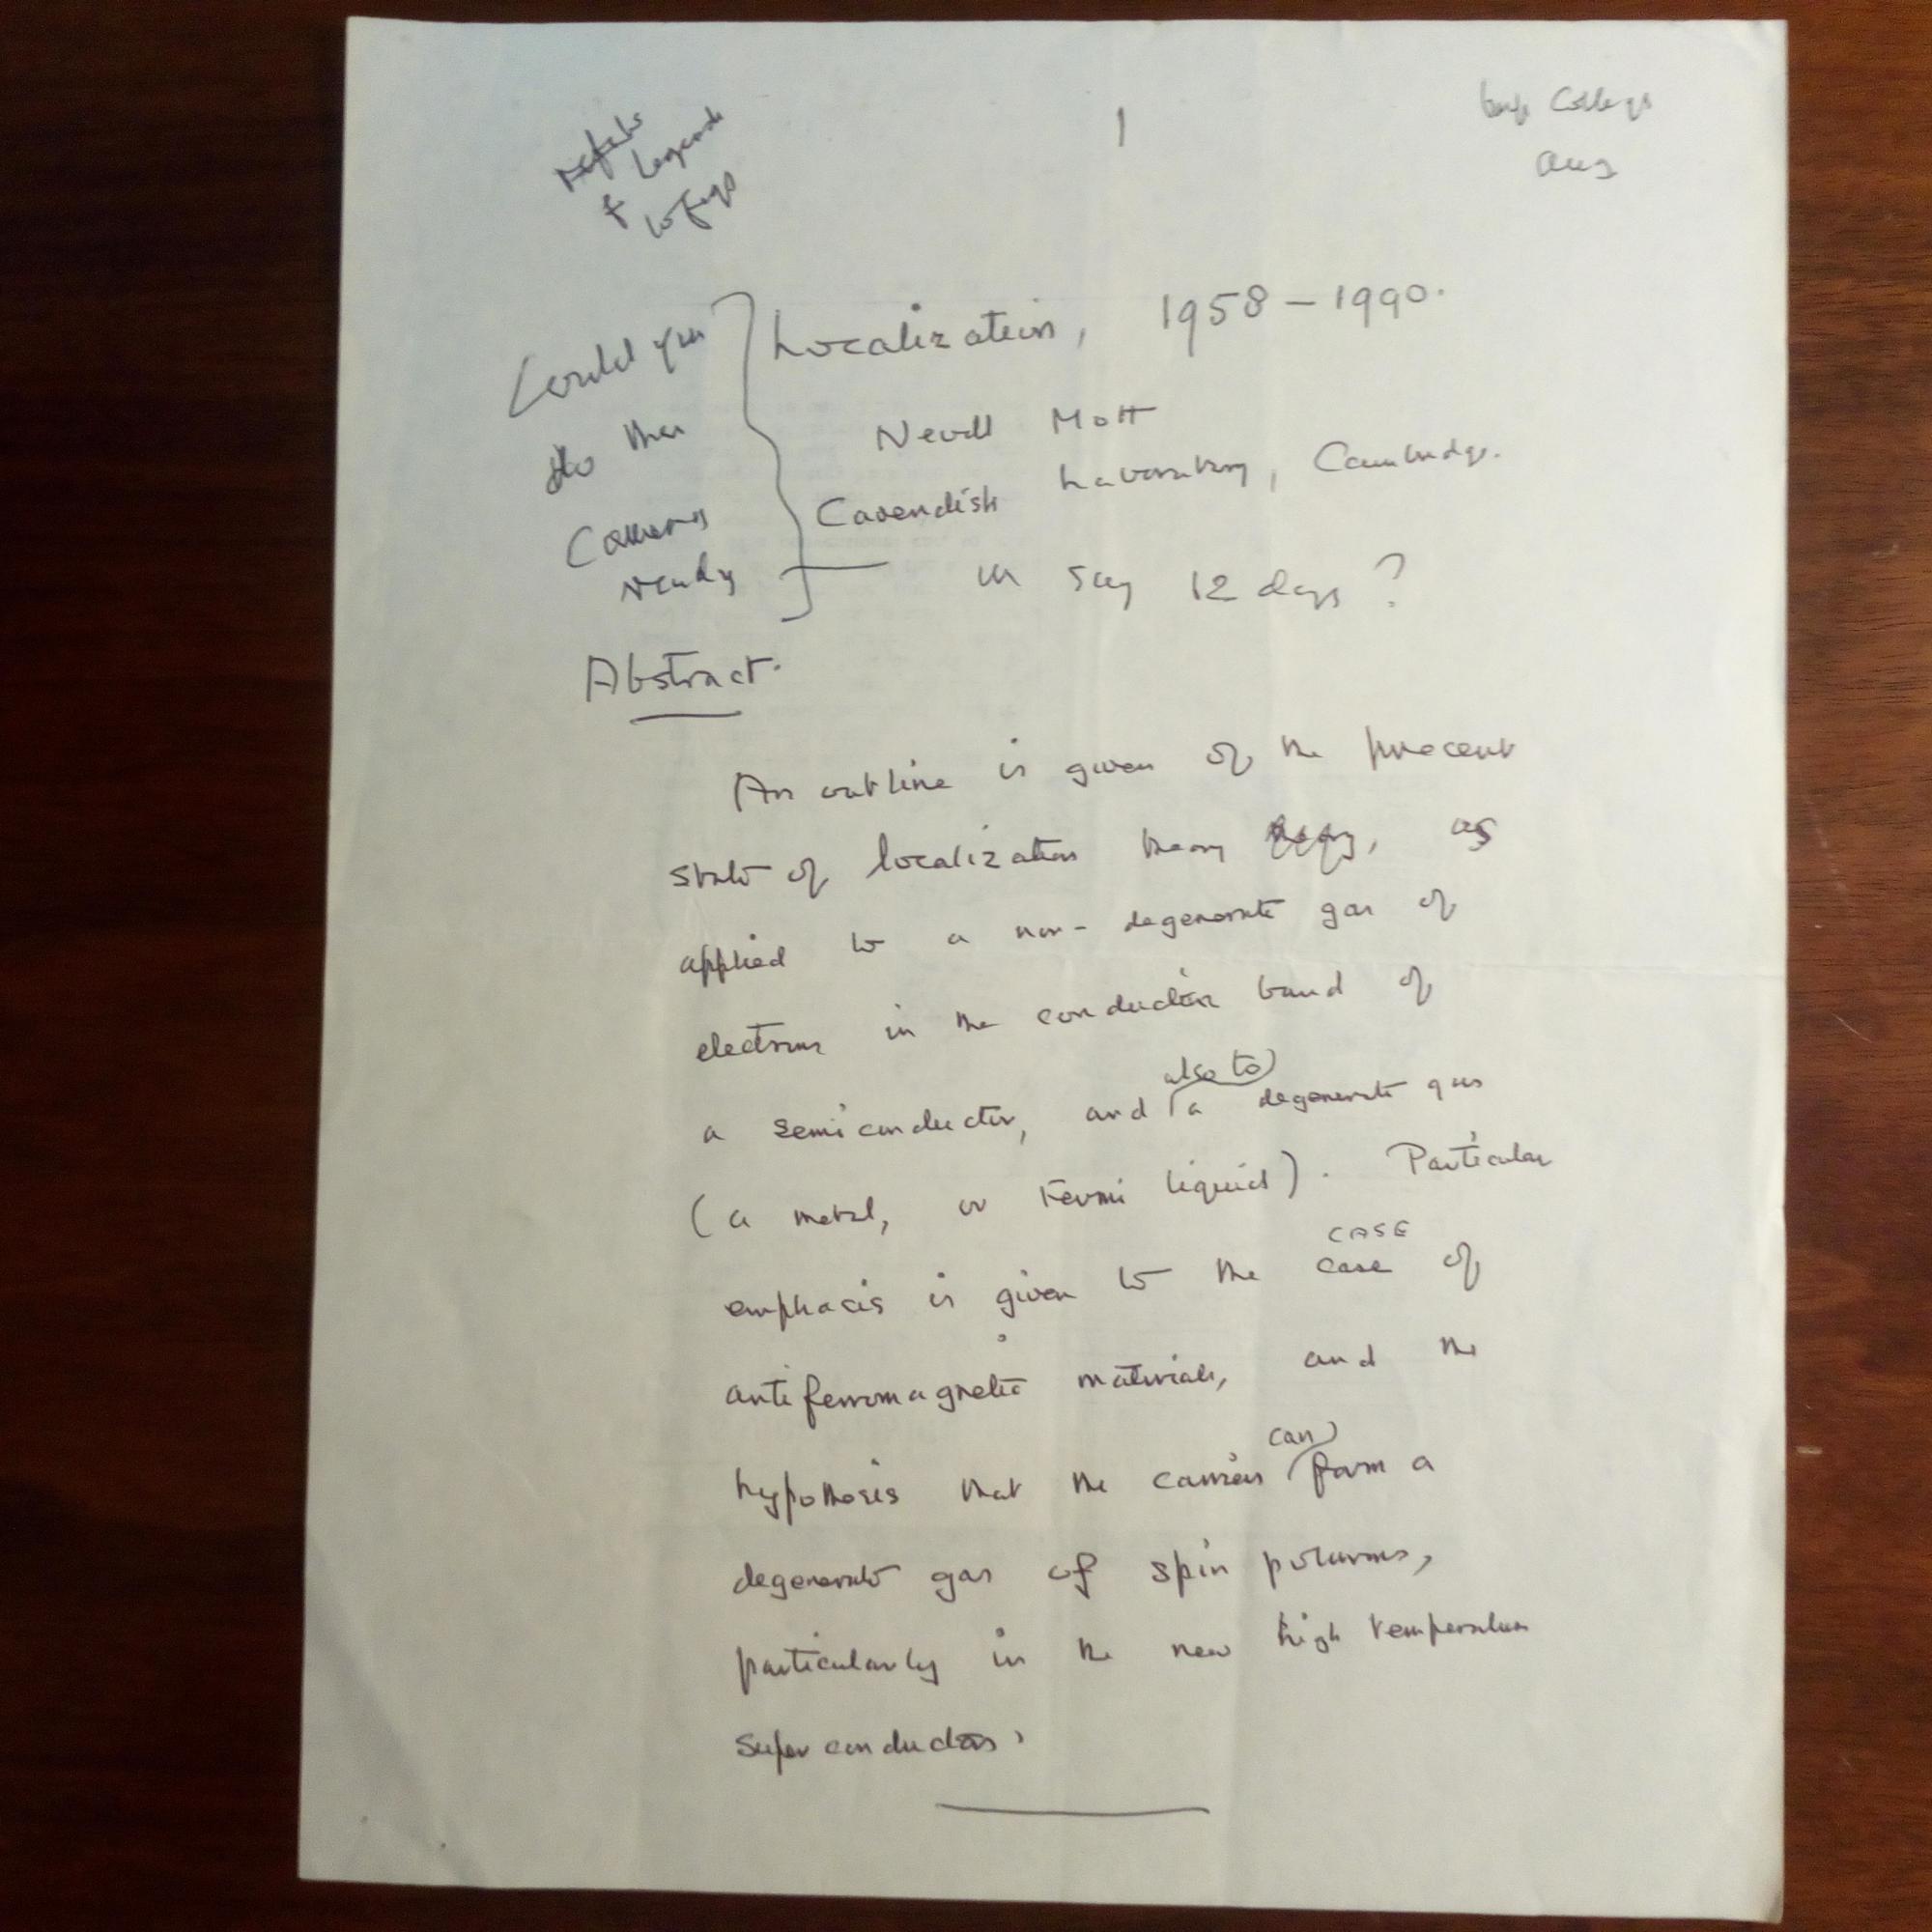 1
Legends
College
Could you
do this
Camera
ready
Localization, 1958 – 1990.
Nevill Mott
Cavendish Laboratory, Cambridge.
in say 12 days?
Abstract.
An outline is given of the present
state of localization theory, as
applied to a non-degenerate gas of
electrons in the conduction band of
also to
a semiconductor, and a degenerate gas
(a metal, or Fermi liquid). Particular
CASE
emphasis is given to the case of
antiferromagnetic materials, and the
can
hypothesis that the carriers form a
degenerate gas of spin polarons,
particularly in the new high temperature
superconductors.